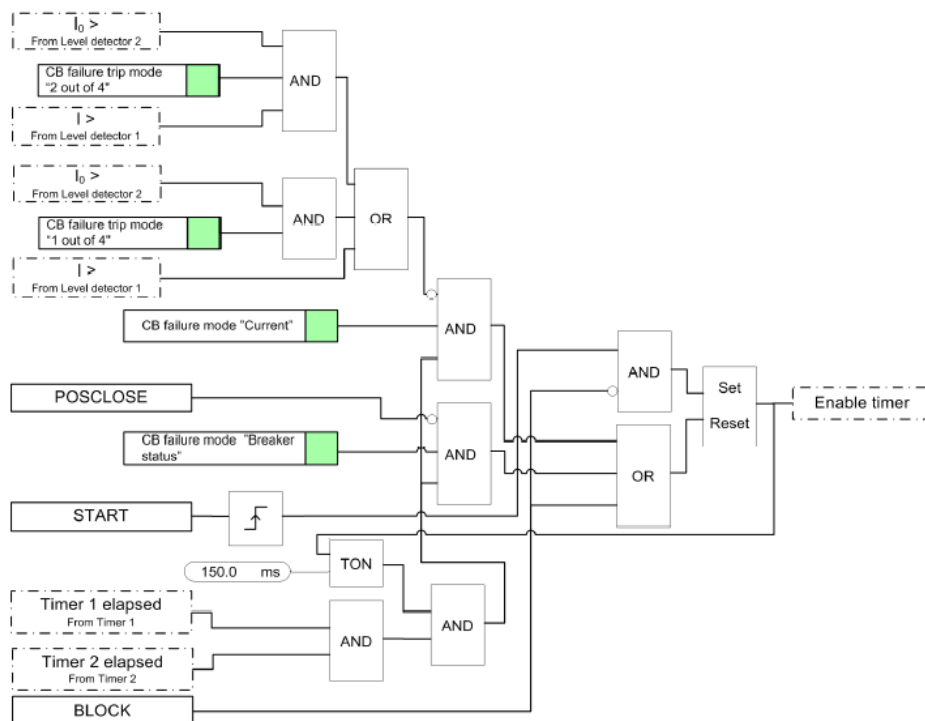 I₀ >
From Level detector 2
CB failure trip mode
"2 out of 4"
AND
I >
From Level detector 1
I₀ >
From Level detector 2
CB failure trip mode
"1 out of 4"
AND
OR
I >
From Level detector 1
CB failure mode "Current"
AND
AND
Set
Reset
Enable timer
POSCLOSE
CB failure mode "Breaker
status"
AND
OR
START
150.0 ms
TON
Timer 1 elapsed
From Timer 1
AND
AND
Timer 2 elapsed
From Timer 2
BLOCK